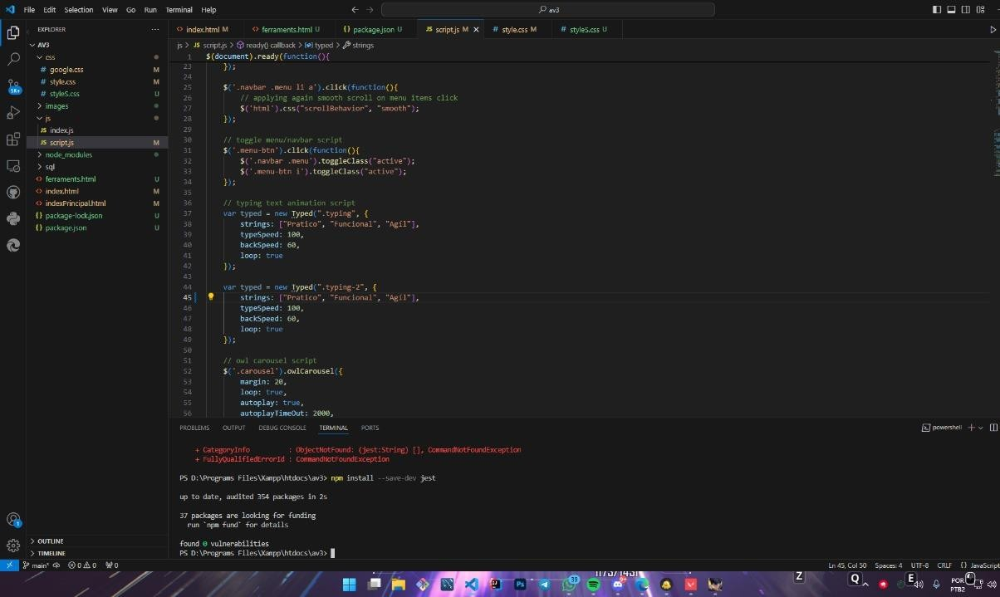 File Edit Selection View Go Run Terminal Help
av3
EXPLORER
AV3
css
google.css M
style.css M
styleS.css U
images
js
index.js
script.js M
node_modules
sql
ferraments.html U
index.html M
indexPrincipal.html M
package-lock.json U
package.json U
OUTLINE
TIMELINE
5K+
1
index.html M ferraments.html U package.json U script.js M style.css M styleS.css U
js > script.js > ready() callback > typed > strings
1 $(document).ready(function(){
23 });
24
25 $('.navbar .menu li a').click(function(){
26 // applying again smooth scroll on menu items click
27 $('html').css("scrollBehavior", "smooth");
28 });
29
30 // toggle menu/navbar script
31 $('.menu-btn').click(function(){
32 $('.navbar .menu').toggleClass("active");
33 $('.menu-btn i').toggleClass("active");
34 });
35
36 // typing text animation script
37 var typed = new Typed(".typing", {
38 strings: ["Pratico", "Funcional", "Agíl"],
39 typeSpeed: 100,
40 backSpeed: 60,
41 loop: true
42 });
43
44 var typed = new Typed(".typing-2", {
45 strings: ["Pratico", "Funcional", "Agíl"],
46 typeSpeed: 100,
47 backSpeed: 60,
48 loop: true
49 });
50
51 // owl carousel script
52 $('.carousel').owlCarousel({
53 margin: 20,
54 loop: true,
55 autoplay: true,
56 autoplayTimeOut: 2000,
PROBLEMS OUTPUT DEBUG CONSOLE TERMINAL PORTS
powershell
+ CategoryInfo : ObjectNotFound: (jest:String) [], CommandNotFoundException
+ FullyQualifiedErrorId : CommandNotFoundException
PS D:\Programs Files\Xampp\htdocs\av3> npm install --save-dev jest
up to date, audited 354 packages in 2s
37 packages are looking for funding
run `npm fund` for details
found 0 vulnerabilities
PS D:\Programs Files\Xampp\htdocs\av3>
main* 0 0 0
Ln 45, Col 50 Spaces: 4 UTF-8 CRLF {} JavaScript
39
Z Q E
POR
PTB2